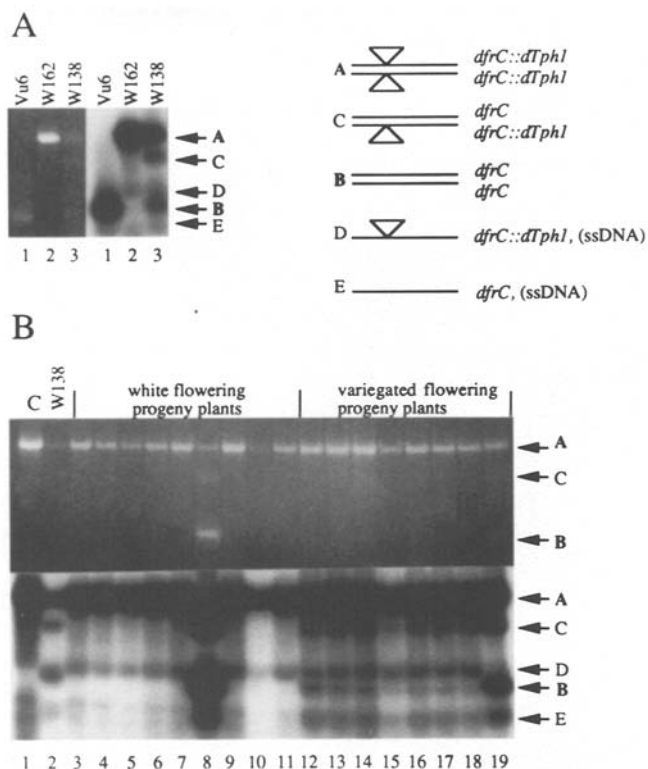 A
Vu6 W162 W138 Vu6 W162 W138
A
C
D
B
E
1 2 3 1 2 3
A dfrC::dTph1
dfrC::dTph1
C dfrC
dfrC::dTph1
B dfrC
dfrC
D dfrC::dTph1, (ssDNA)
E dfrC, (ssDNA)
B
C W138 white flowering progeny plants variegated flowering progeny plants
A
C
B
A
C
D
B
E
1 2 3 4 5 6 7 8 9 10 11 12 13 14 15 16 17 18 19